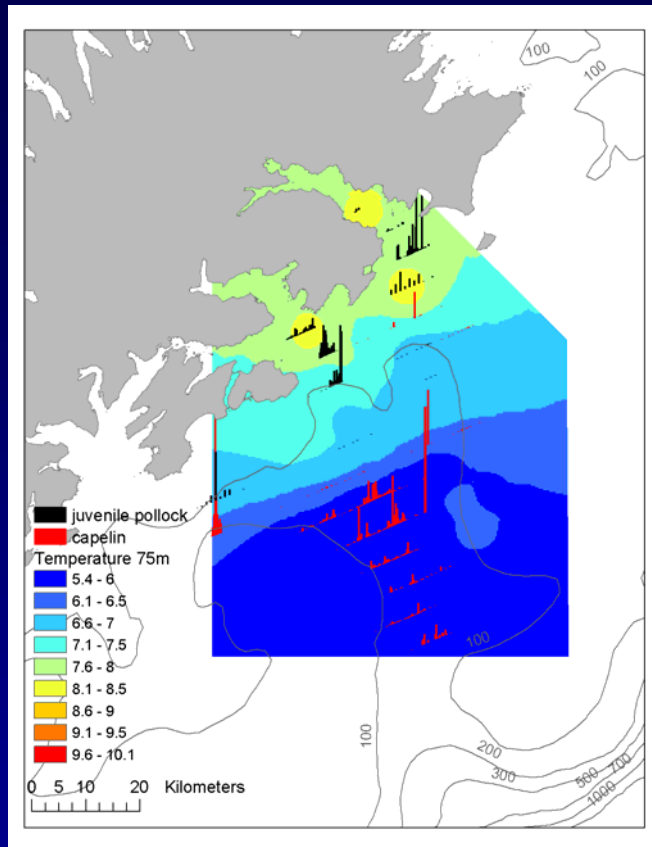 100
100
juvenile pollock
capelin
Temperature 75m
5.4 - 6
6.1 - 6.5
6.6 - 7
7.1 - 7.5
7.6 - 8
8.1 - 8.5
8.6 - 9
9.1 - 9.5
9.6 - 10.1
100
100
200
300
500
700
1000
0 5 10 20 Kilometers